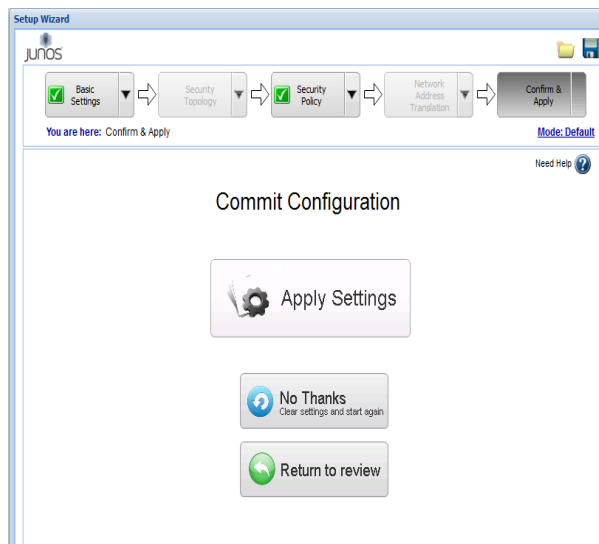 Setup Wizard
JUNOS
Basic
Settings
Security
Topology
Security
Policy
Network
Address
Translation
Confirm &
Apply
You are here: Confirm & Apply
Mode: Default
Need Help ?
Commit Configuration
Apply Settings
No Thanks
Clear settings and start again
Return to review